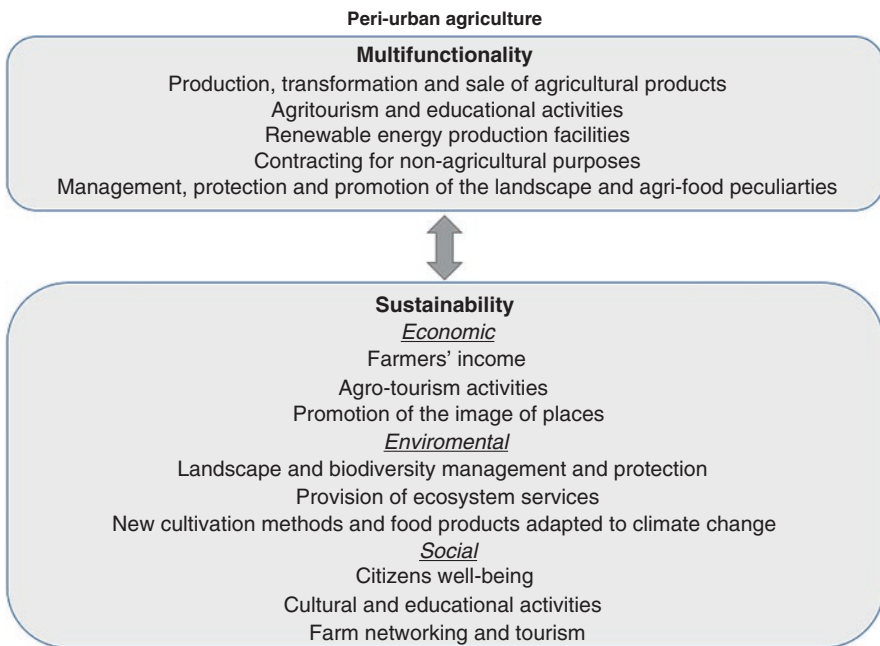 Peri-urban agriculture
Multifunctionality
Production, transformation and sale of agricultural products
Agritourism and educational activities
Renewable energy production facilities
Contracting for non-agricultural purposes
Management, protection and promotion of the landscape and agri-food peculiarties
Sustainability
Economic
Farmers’ income
Agro-tourism activities
Promotion of the image of places
Enviromental
Landscape and biodiversity management and protection
Provision of ecosystem services
New cultivation methods and food products adapted to climate change
Social
Citizens well-being
Cultural and educational activities
Farm networking and tourism